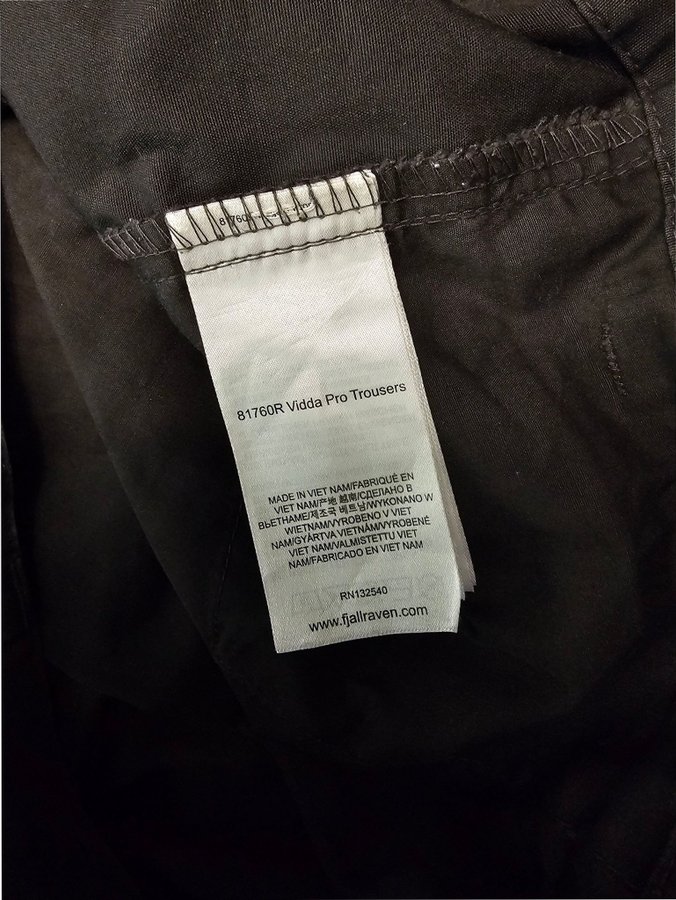 81760
81760R Vidda Pro Trousers
MADE IN VIET NAM/FABRIQUÉ EN
VIET NAM/产地 越南/СДЕЛАНО В
ВЬЕТНАМЕ/제조국 베트남/WYKONANO W
WIETNAM/VYROBENO V VIET
NAM/GYÁRTVA VIETNÁM/VYROBENÉ
VIET NAM/VALMISTETTU VIET
NAM/FABRICADO EN VIET NAM
RN132540
www.fjallraven.com